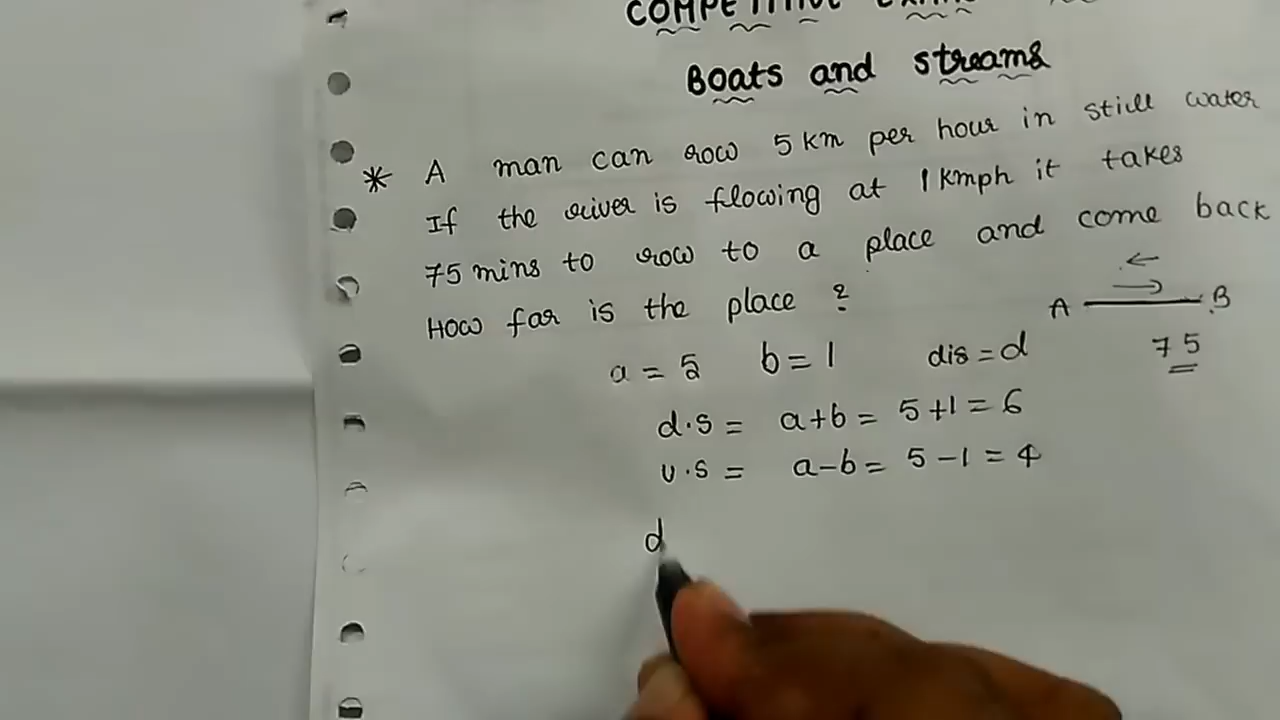 COMPETITIVE
Boats and streams
* A man can row 5 km per hour in still water
If the river is flowing at 1 kmph it takes
75 mins to row to a place and come back
How far is the place ?
A B
75
a = 5 b = 1 dis = d
d.s = a+b = 5+1 = 6
u.s = a-b = 5-1 = 4
d